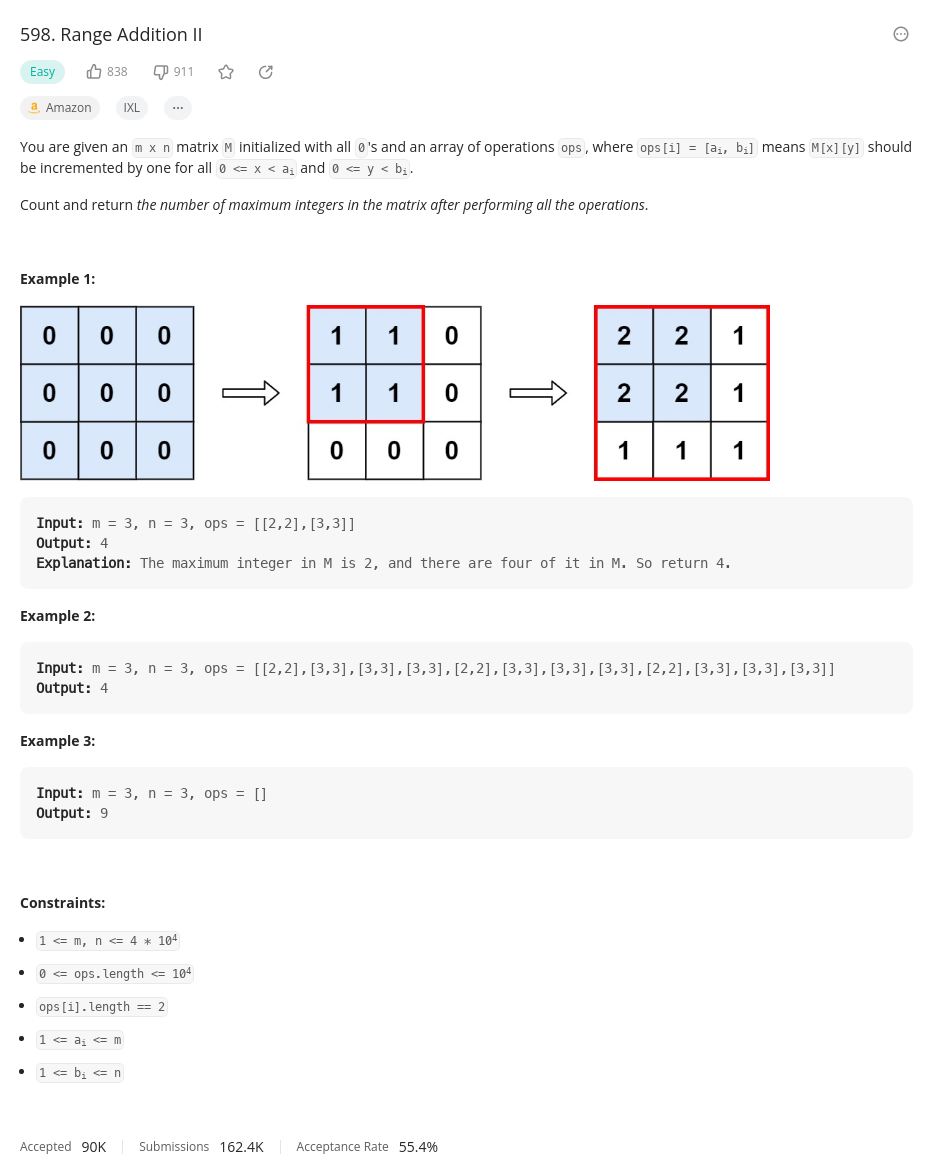 598. Range Addition II
Easy 838 911
Amazon IXL ...
You are given an m x n matrix M initialized with all 0's and an array of operations ops, where ops[i] = [ai, bi] means M[x][y] should
be incremented by one for all 0 <= x < ai and 0 <= y < bi.
Count and return the number of maximum integers in the matrix after performing all the operations.
Example 1:
0 0 0 1 1 0 2 2 1
0 0 0 1 1 0 2 2 1
0 0 0 0 0 0 1 1 1
Input: m = 3, n = 3, ops = [[2,2],[3,3]]
Output: 4
Explanation: The maximum integer in M is 2, and there are four of it in M. So return 4.
Example 2:
Input: m = 3, n = 3, ops = [[2,2],[3,3],[3,3],[3,3],[2,2],[3,3],[3,3],[3,3],[2,2],[3,3],[3,3],[3,3]]
Output: 4
Example 3:
Input: m = 3, n = 3, ops = []
Output: 9
Constraints:
• 1 <= m, n <= 4 * 10^4
• 0 <= ops.length <= 10^4
• ops[i].length == 2
• 1 <= ai <= m
• 1 <= bi <= n
Accepted 90K Submissions 162.4K Acceptance Rate 55.4%